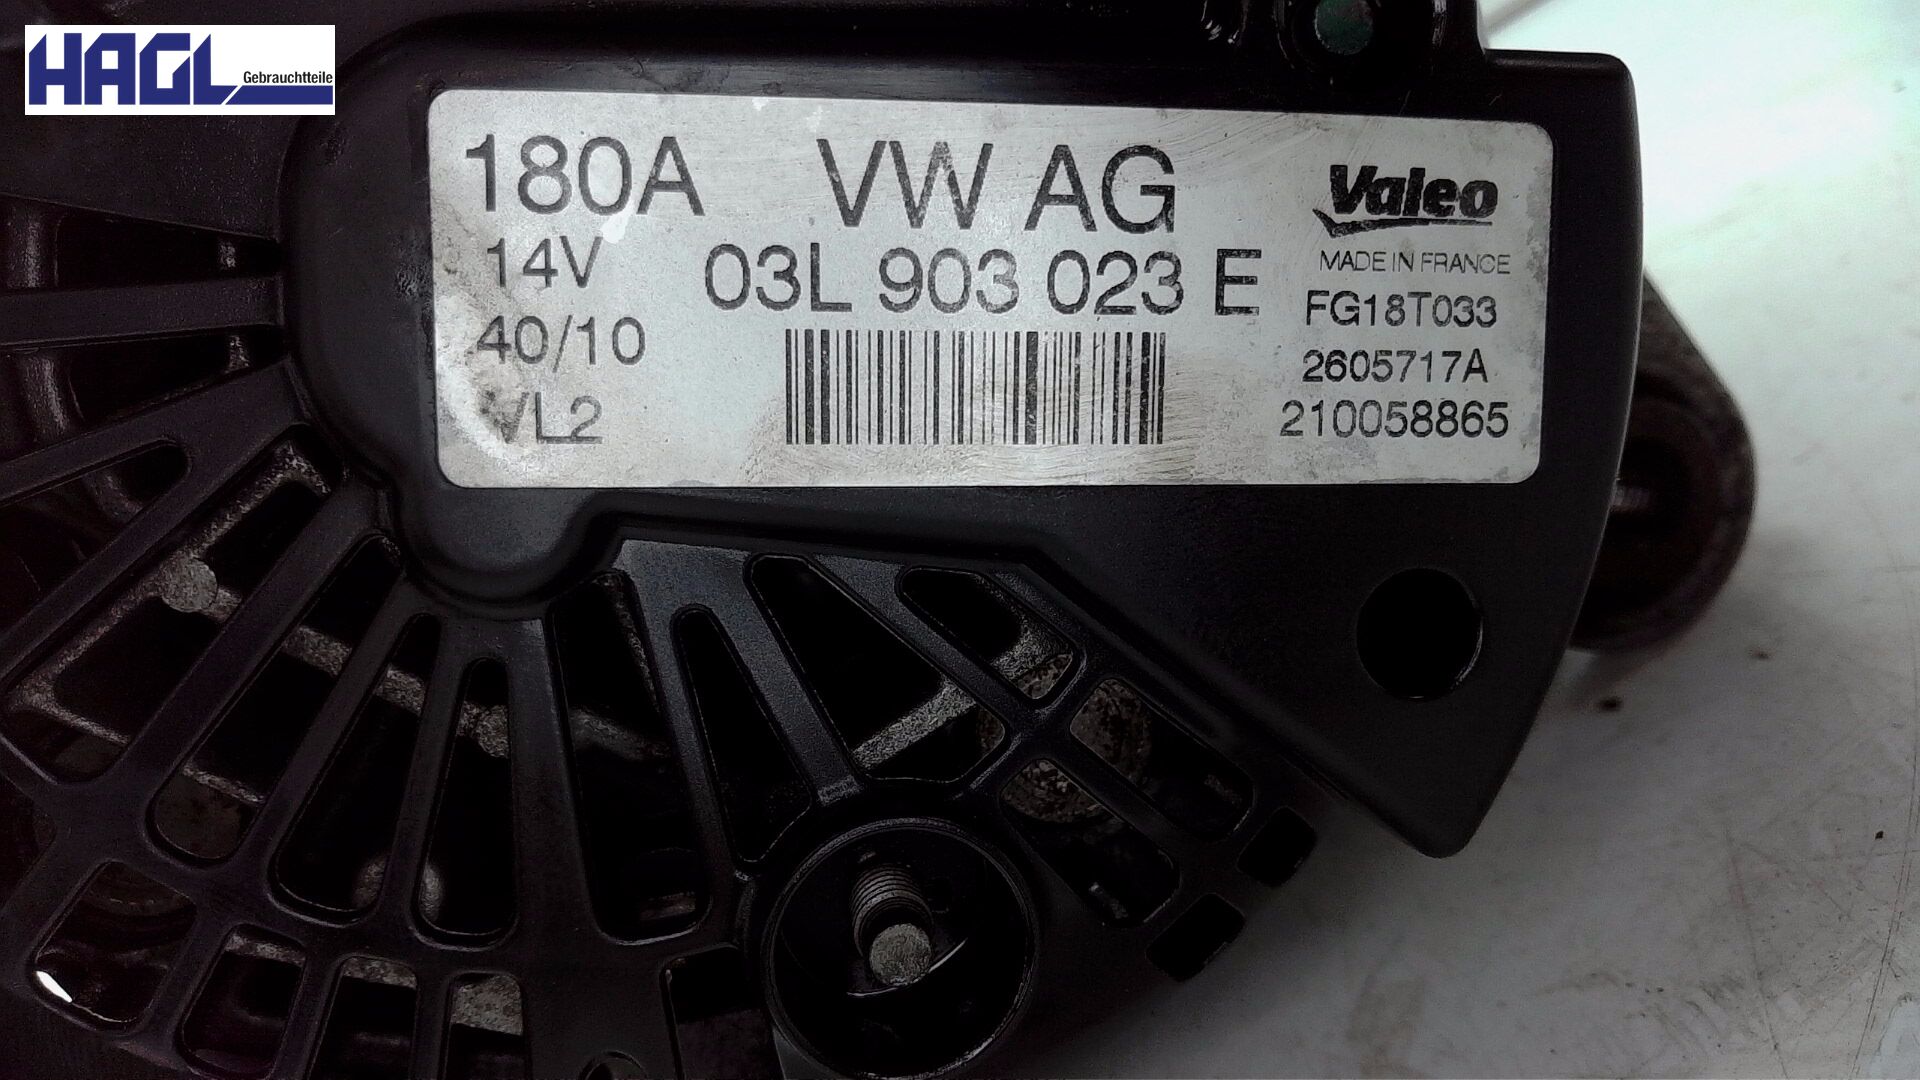 HAGL
Gebrauchtteile
180A
14V
40/10
VL2
VW AG
03L 903 023 E
Valeo
MADE IN FRANCE
FG18T033
2605717A
210058865